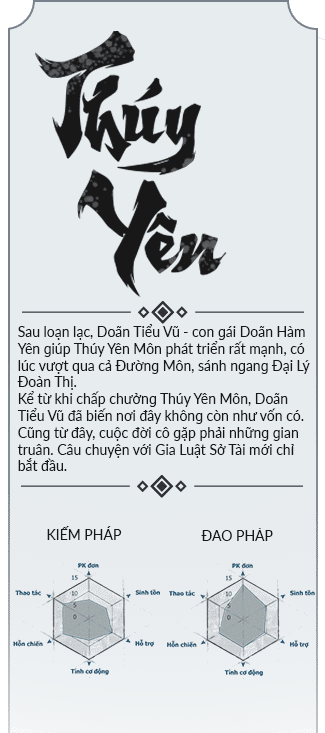 Thúy
Yên
Sau loạn lạc, Doãn Tiểu Vũ - con gái Doãn Hàm
Yên giúp Thúy Yên Môn phát triển rất mạnh, có
lúc vượt qua cả Đường Môn, sánh ngang Đại Lý
Đoàn Thị.
Kể từ khi chấp chưởng Thúy Yên Môn, Doãn
Tiểu Vũ đã biến nơi đây không còn như vốn có.
Cũng từ đây, cuộc đời cô gặp phải những gian
truân. Câu chuyện với Gia Luật Sở Tài mới chỉ
bắt đầu.
KIẾM PHÁP
ĐAO PHÁP
PK đơn
15
10
5
0
Sinh tồn
Hỗ trợ
Tính cơ động
Hỗn chiến
Thao tác
PK đơn
15
10
5
0
Sinh tồn
Hỗ trợ
Tính cơ động
Hỗn chiến
Thao tác